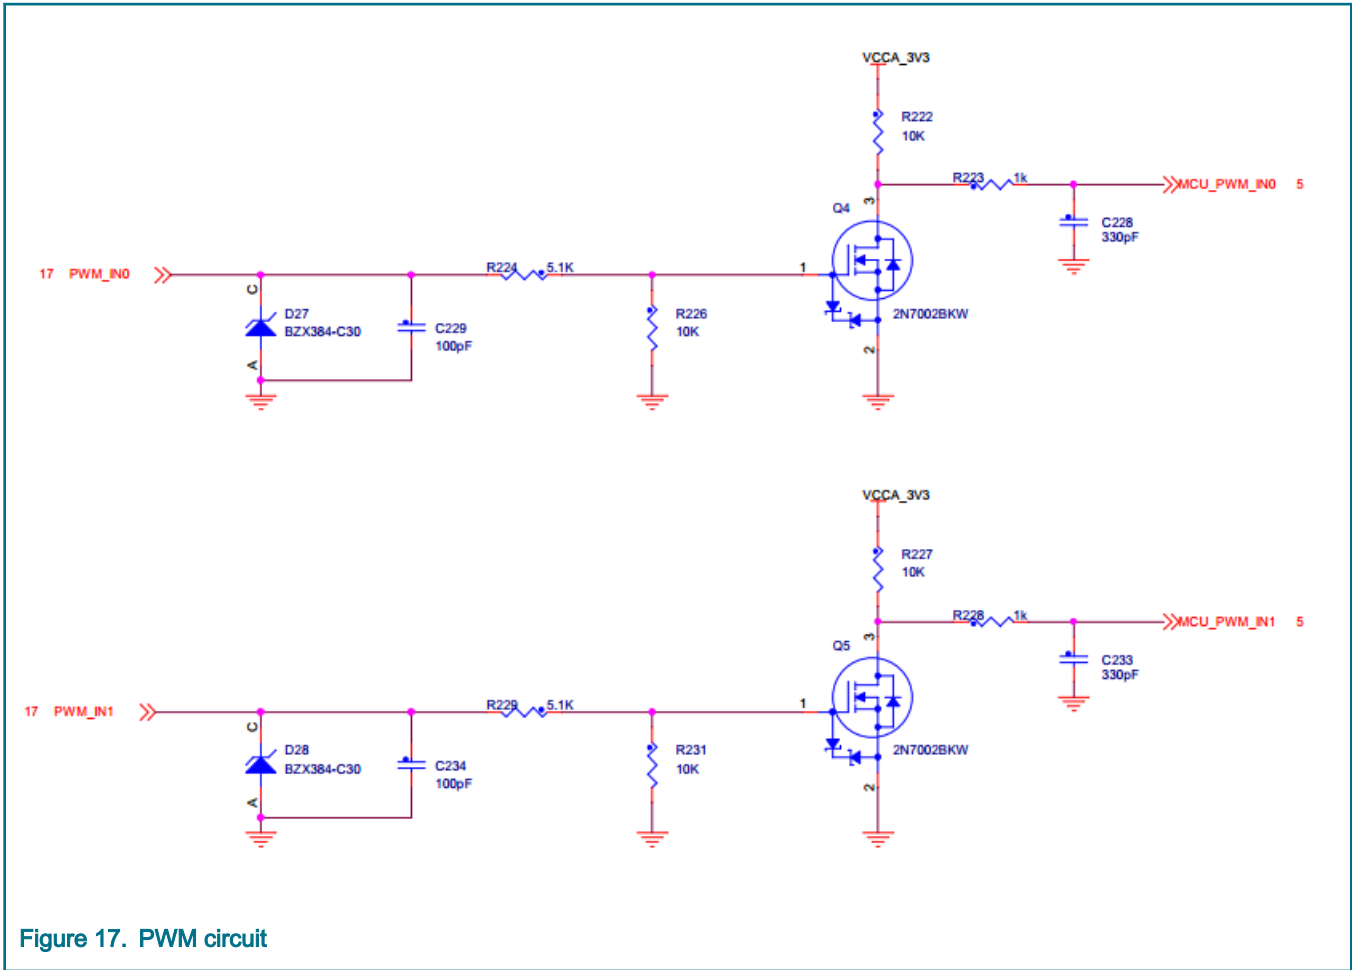 VCCA_3V3
R222
10K
R223 1k
MCU_PWM_IN0 5
3
Q4
C228
330pF
17 PWM_IN0
R224 5.1K
1
C
D27
BZX384-C30
C229
100pF
R226
10K
2N7002BKW
A
2
VCCA_3V3
R227
10K
R228 1k
MCU_PWM_IN1 5
3
Q5
C233
330pF
17 PWM_IN1
R229 5.1K
1
C
D28
BZX384-C30
C234
100pF
R231
10K
2N7002BKW
A
2
Figure 17. PWM circuit